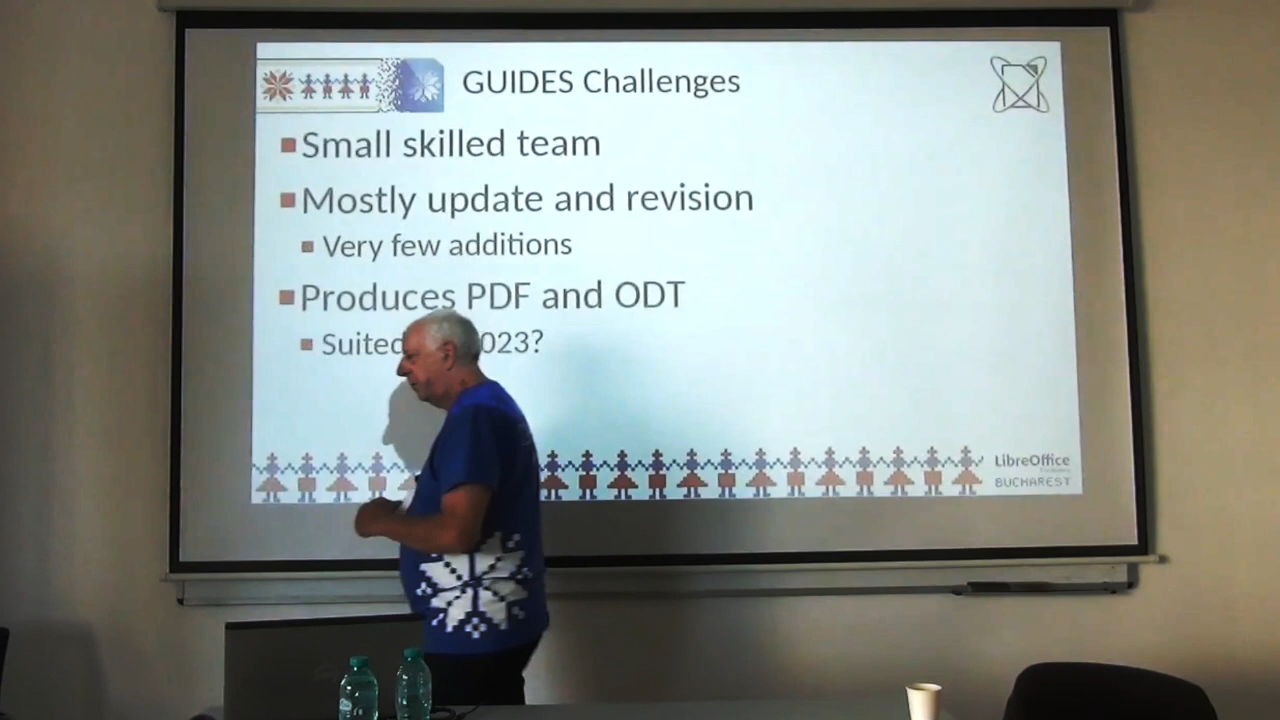 GUIDES Challenges
Small skilled team
Mostly update and revision
Very few additions
Produces PDF and ODT
Suited 023?
LibreOffice
BUCHAREST